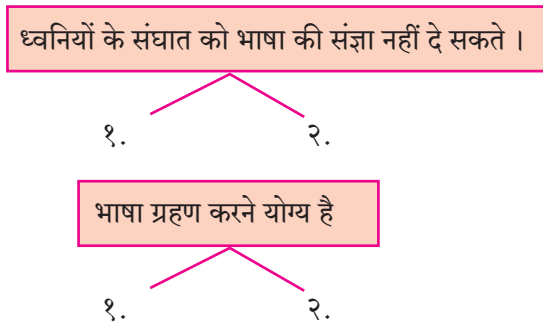 ध्वनियों के संघात को भाषा की संज्ञा नहीं दे सकते ।
१. २.
भाषा ग्रहण करने योग्य है
१. २.